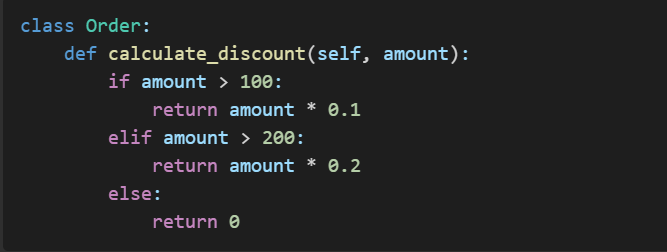 class Order:
    def calculate_discount(self, amount):
        if amount > 100:
            return amount * 0.1
        elif amount > 200:
            return amount * 0.2
        else:
            return 0